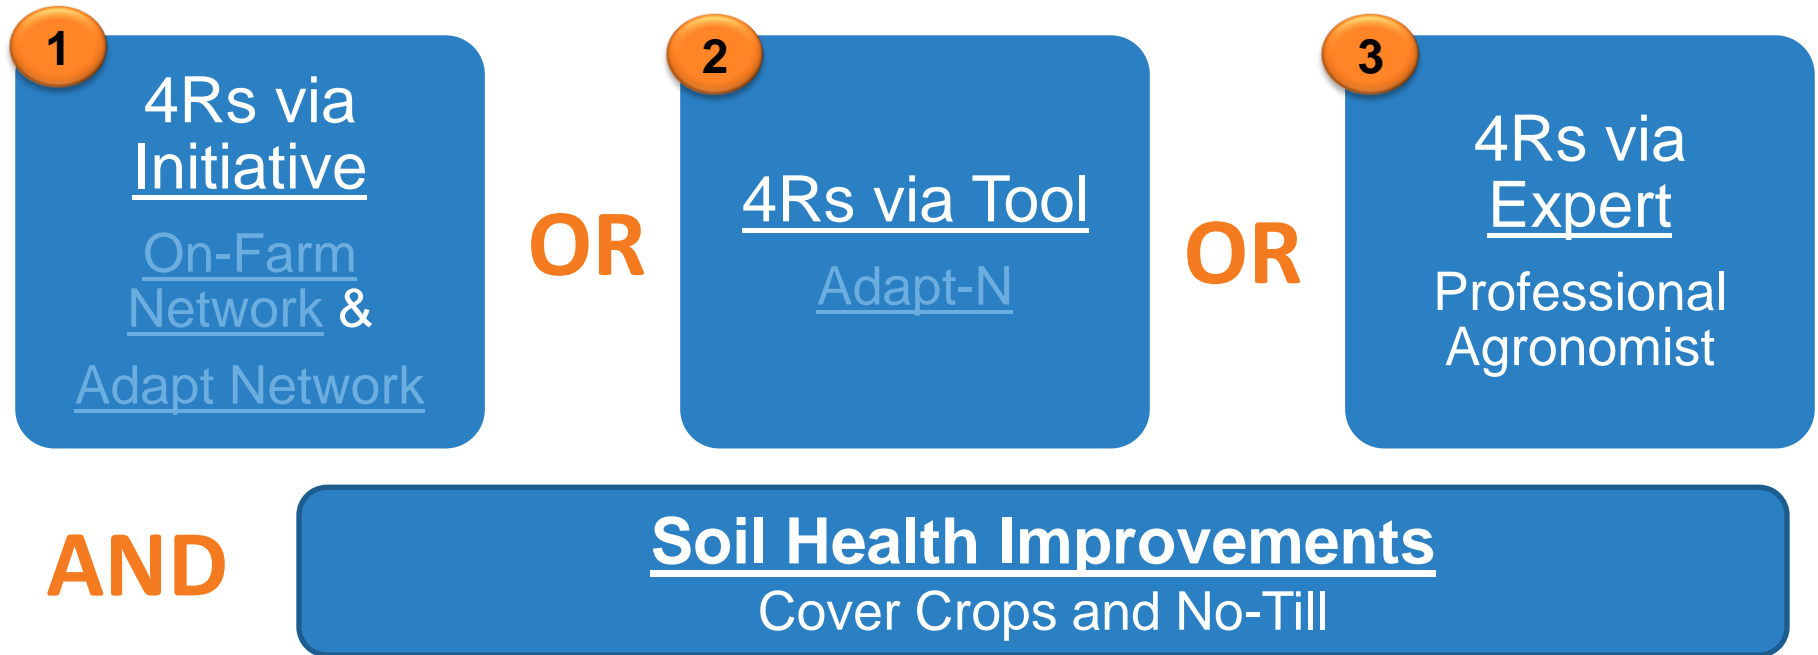 1
4Rs via
Initiative
On-Farm
Network &
Adapt Network
OR
2
4Rs via Tool
Adapt-N
OR
3
4Rs via
Expert
Professional
Agronomist
AND
Soil Health Improvements
Cover Crops and No-Till